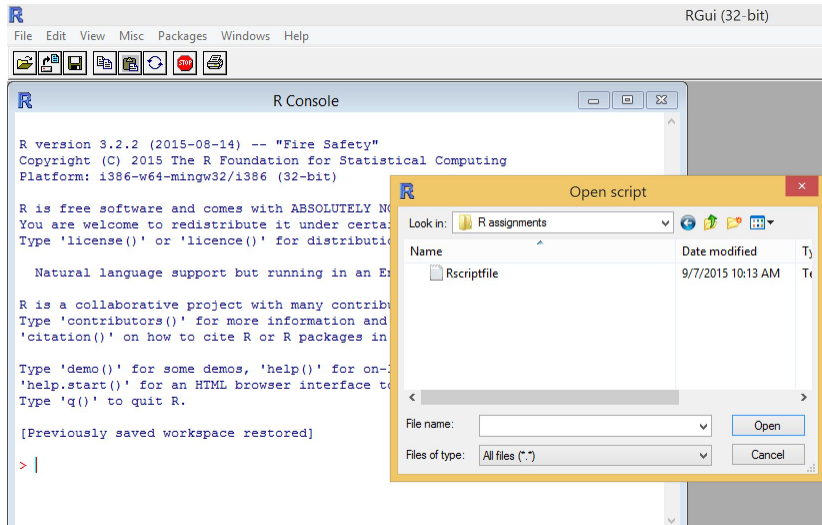 RGui (32-bit)
File Edit View Misc Packages Windows Help
STOP
R Console
R version 3.2.2 (2015-08-14) -- "Fire Safety"
Copyright (C) 2015 The R Foundation for Statistical Computing
Platform: i386-w64-mingw32/i386 (32-bit)
R is free software and comes with ABSOLUTELY NO
You are welcome to redistribute it under certai
Type 'license()' or 'licence()' for distributio
Natural language support but running in an En
R is a collaborative project with many contribu
Type 'contributors()' for more information and
'citation()' on how to cite R or R packages in
Type 'demo()' for some demos, 'help()' for on-l
'help.start()' for an HTML browser interface to
Type 'q()' to quit R.
[Previously saved workspace restored]
>
Open script
Look in: R assignments
Name Date modified Ty
Rscriptfile 9/7/2015 10:13 AM Te
File name: Open
Files of type: All files (*.*) Cancel